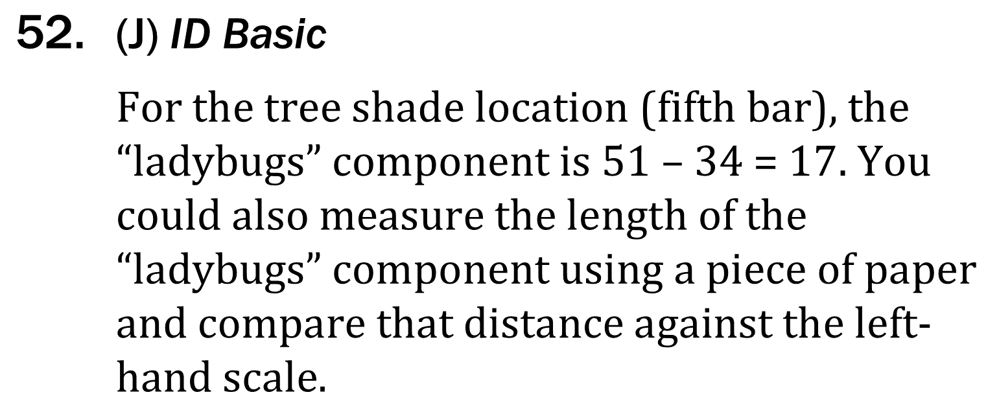 52. (J) ID Basic
For the tree shade location (fifth bar), the
“ladybugs” component is 51 – 34 = 17. You
could also measure the length of the
“ladybugs” component using a piece of paper
and compare that distance against the left-
hand scale.